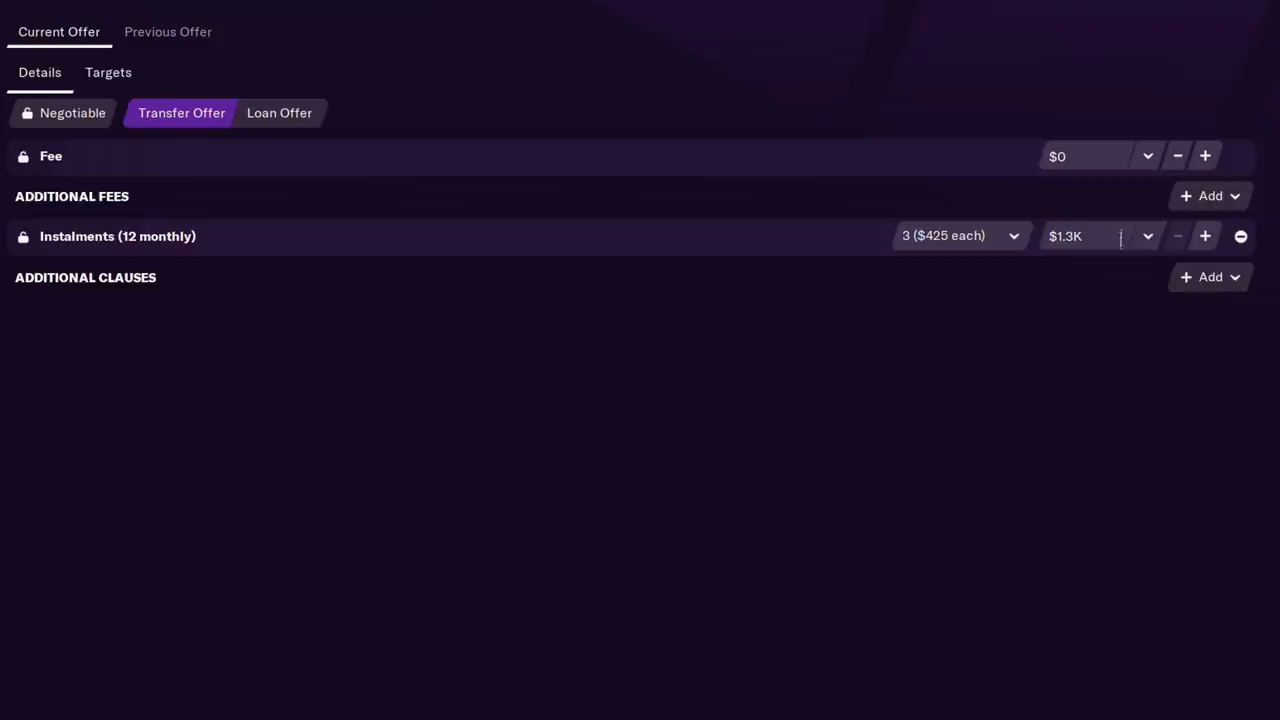 Current Offer Previous Offer
Details Targets
Negotiable Transfer Offer Loan Offer
Fee $0
ADDITIONAL FEES Add
Instalments (12 monthly) 3 ($425 each) $1.3K
ADDITIONAL CLAUSES Add